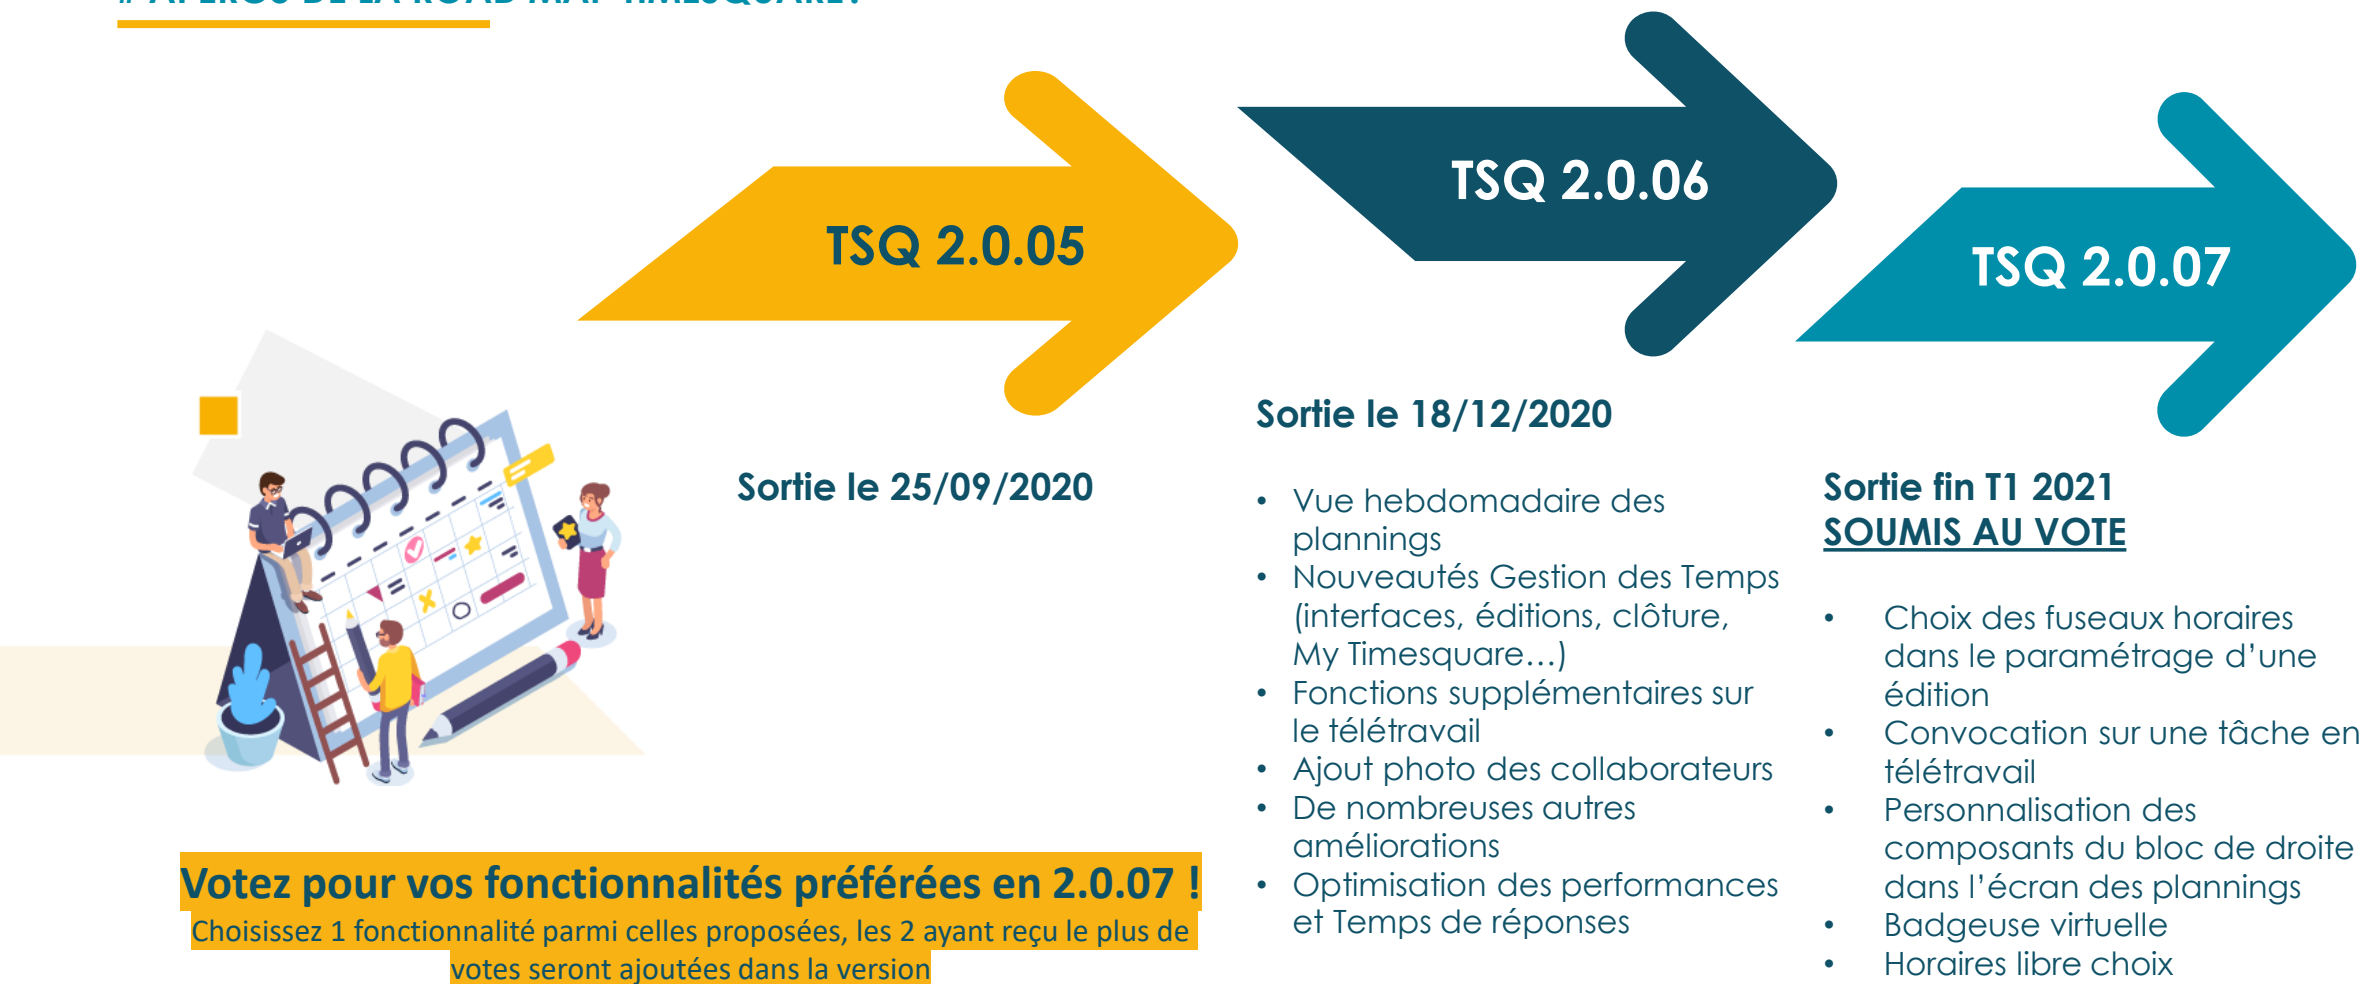 # APERÇU DE LA ROAD MAP TIMESQUARE :
TSQ 2.0.05
Sortie le 25/09/2020
TSQ 2.0.06
Sortie le 18/12/2020
• Vue hebdomadaire des
plannings
• Nouveautés Gestion des Temps
(interfaces, éditions, clôture,
My Timesquare…)
• Fonctions supplémentaires sur
le télétravail
• Ajout photo des collaborateurs
• De nombreuses autres
améliorations
• Optimisation des performances
et Temps de réponses
TSQ 2.0.07
Sortie fin T1 2021
SOUMIS AU VOTE
• Choix des fuseaux horaires
dans le paramétrage d’une
édition
• Convocation sur une tâche en
télétravail
• Personnalisation des
composants du bloc de droite
dans l’écran des plannings
• Badgeuse virtuelle
• Horaires libre choix
Votez pour vos fonctionnalités préférées en 2.0.07 !
Choisissez 1 fonctionnalité parmi celles proposées, les 2 ayant reçu le plus de
votes seront ajoutées dans la version